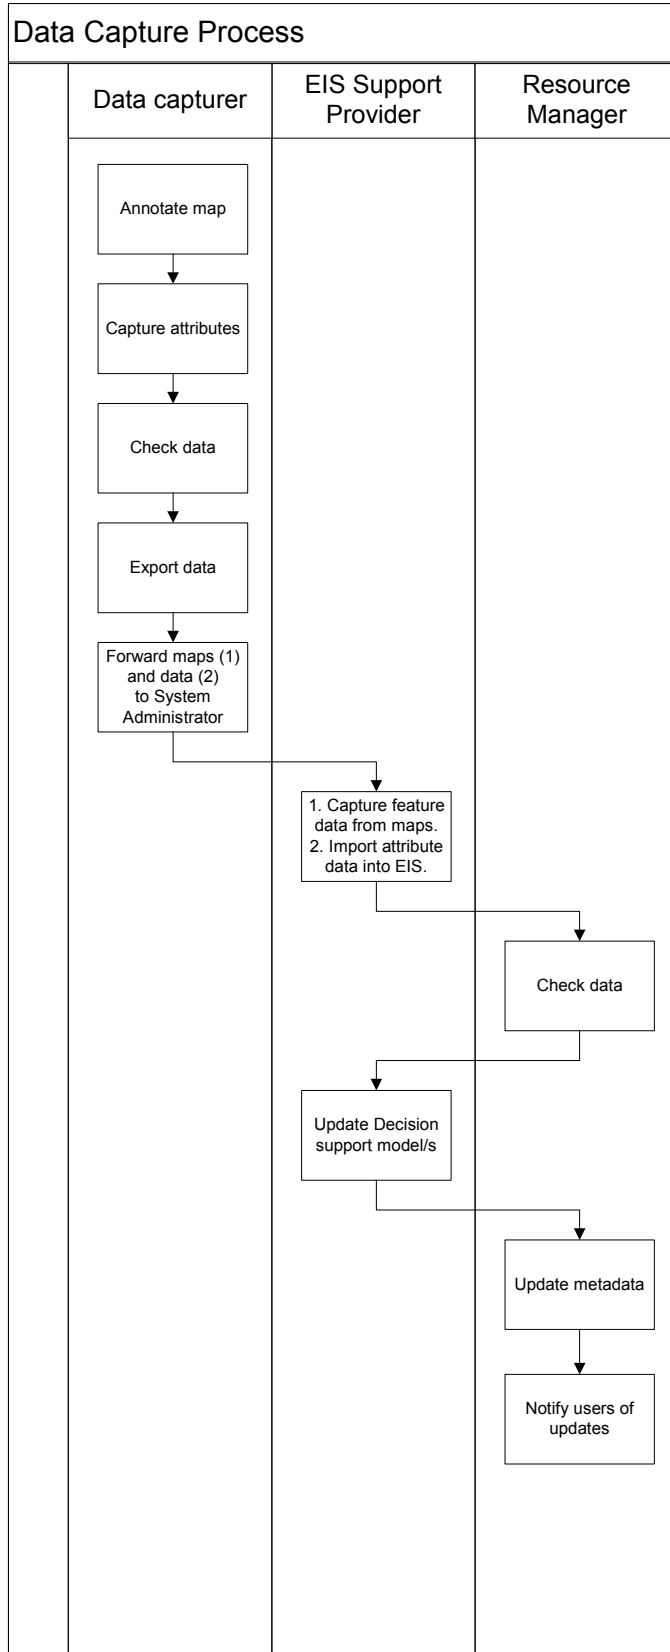 Data Capture Process
Data capturer
EIS Support
Provider
Resource
Manager
Annotate map
Capture attributes
Check data
Export data
Forward maps (1)
and data (2)
to System
Administrator
1. Capture feature
data from maps.
2. Import attribute
data into EIS.
Check data
Update Decision
support model/s
Update metadata
Notify users of
updates